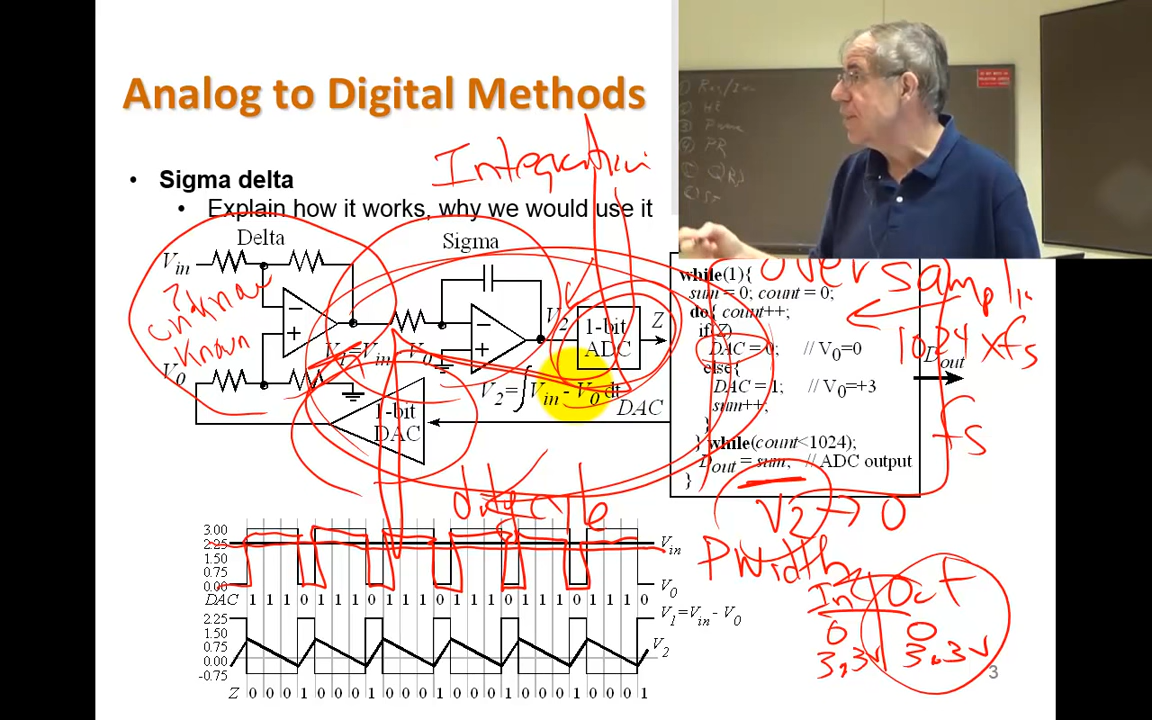 Analog to Digital Methods
Integration
• Sigma delta
• Explain how it works, why we would use it
Delta
Sigma
Vin
unknown
known
V0
V1=Vin - V0
V2
1-bit
ADC
Z
V2=∫Vin - V0 dt
DAC
1-bit
DAC
over sampling
1024 x fs
while(1){
sum = 0; count = 0;
do{ count++;
if(Z)
DAC = 0; // V0=0
else{
DAC = 1; // V0=+3
sum++;
}
} while(count<1024);
Dout = sum; // ADC output
}
Dout
fs
V2 → 0
P Width
In Out
0 0
3.3V 3.3V
3.00
2.25
1.50
0.75
0.00
Vin
V0
DAC 1 1 1 0 1 1 1 0 1 1 1 0 1 1 1 0 1 1 1 0 1 1 1 0
2.25
1.50
0.75
0.00
-0.75
V1=Vin - V0
V2
Z 0 0 0 1 0 0 0 1 0 0 0 1 0 0 0 1 0 0 0 1 0 0 0 1
3